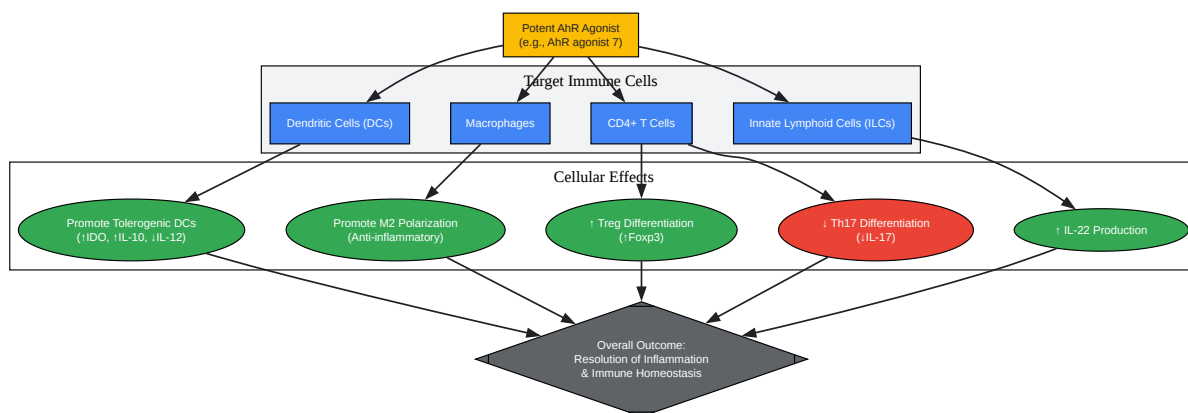 Potent AhR Agonist
(e.g., AhR agonist 7)
Target Immune Cells
Dendritic Cells (DCs)
Macrophages
CD4+ T Cells
Innate Lymphoid Cells (ILCs)
Cellular Effects
Promote Tolerogenic DCs
(↑IDO, ↑IL-10, ↓IL-12)
Promote M2 Polarization
(Anti-inflammatory)
↑ Treg Differentiation
(↑Foxp3)
↓ Th17 Differentiation
(↓IL-17)
↑ IL-22 Production
Overall Outcome:
Resolution of Inflammation
& Immune Homeostasis